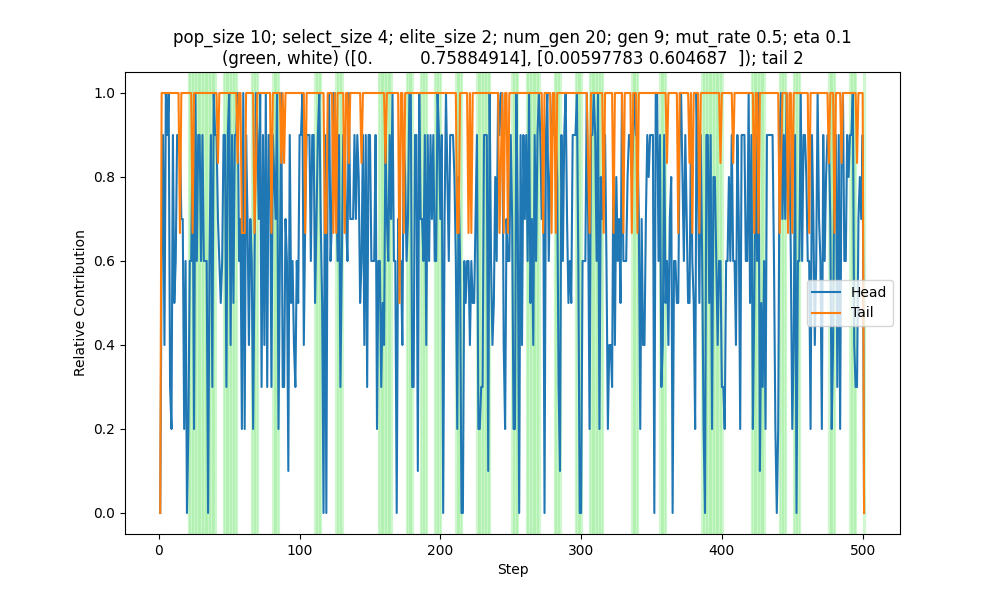 pop_size 10; select_size 4; elite_size 2; num_gen 20; gen 9; mut_rate 0.5; eta 0.1
(green, white) ([0.         0.75884914], [0.00597783 0.604687  ]); tail 2
1.0
0.8
0.6
0.4
0.2
0.0
Relative Contribution
Head
Tail
0
100
200
300
400
500
Step